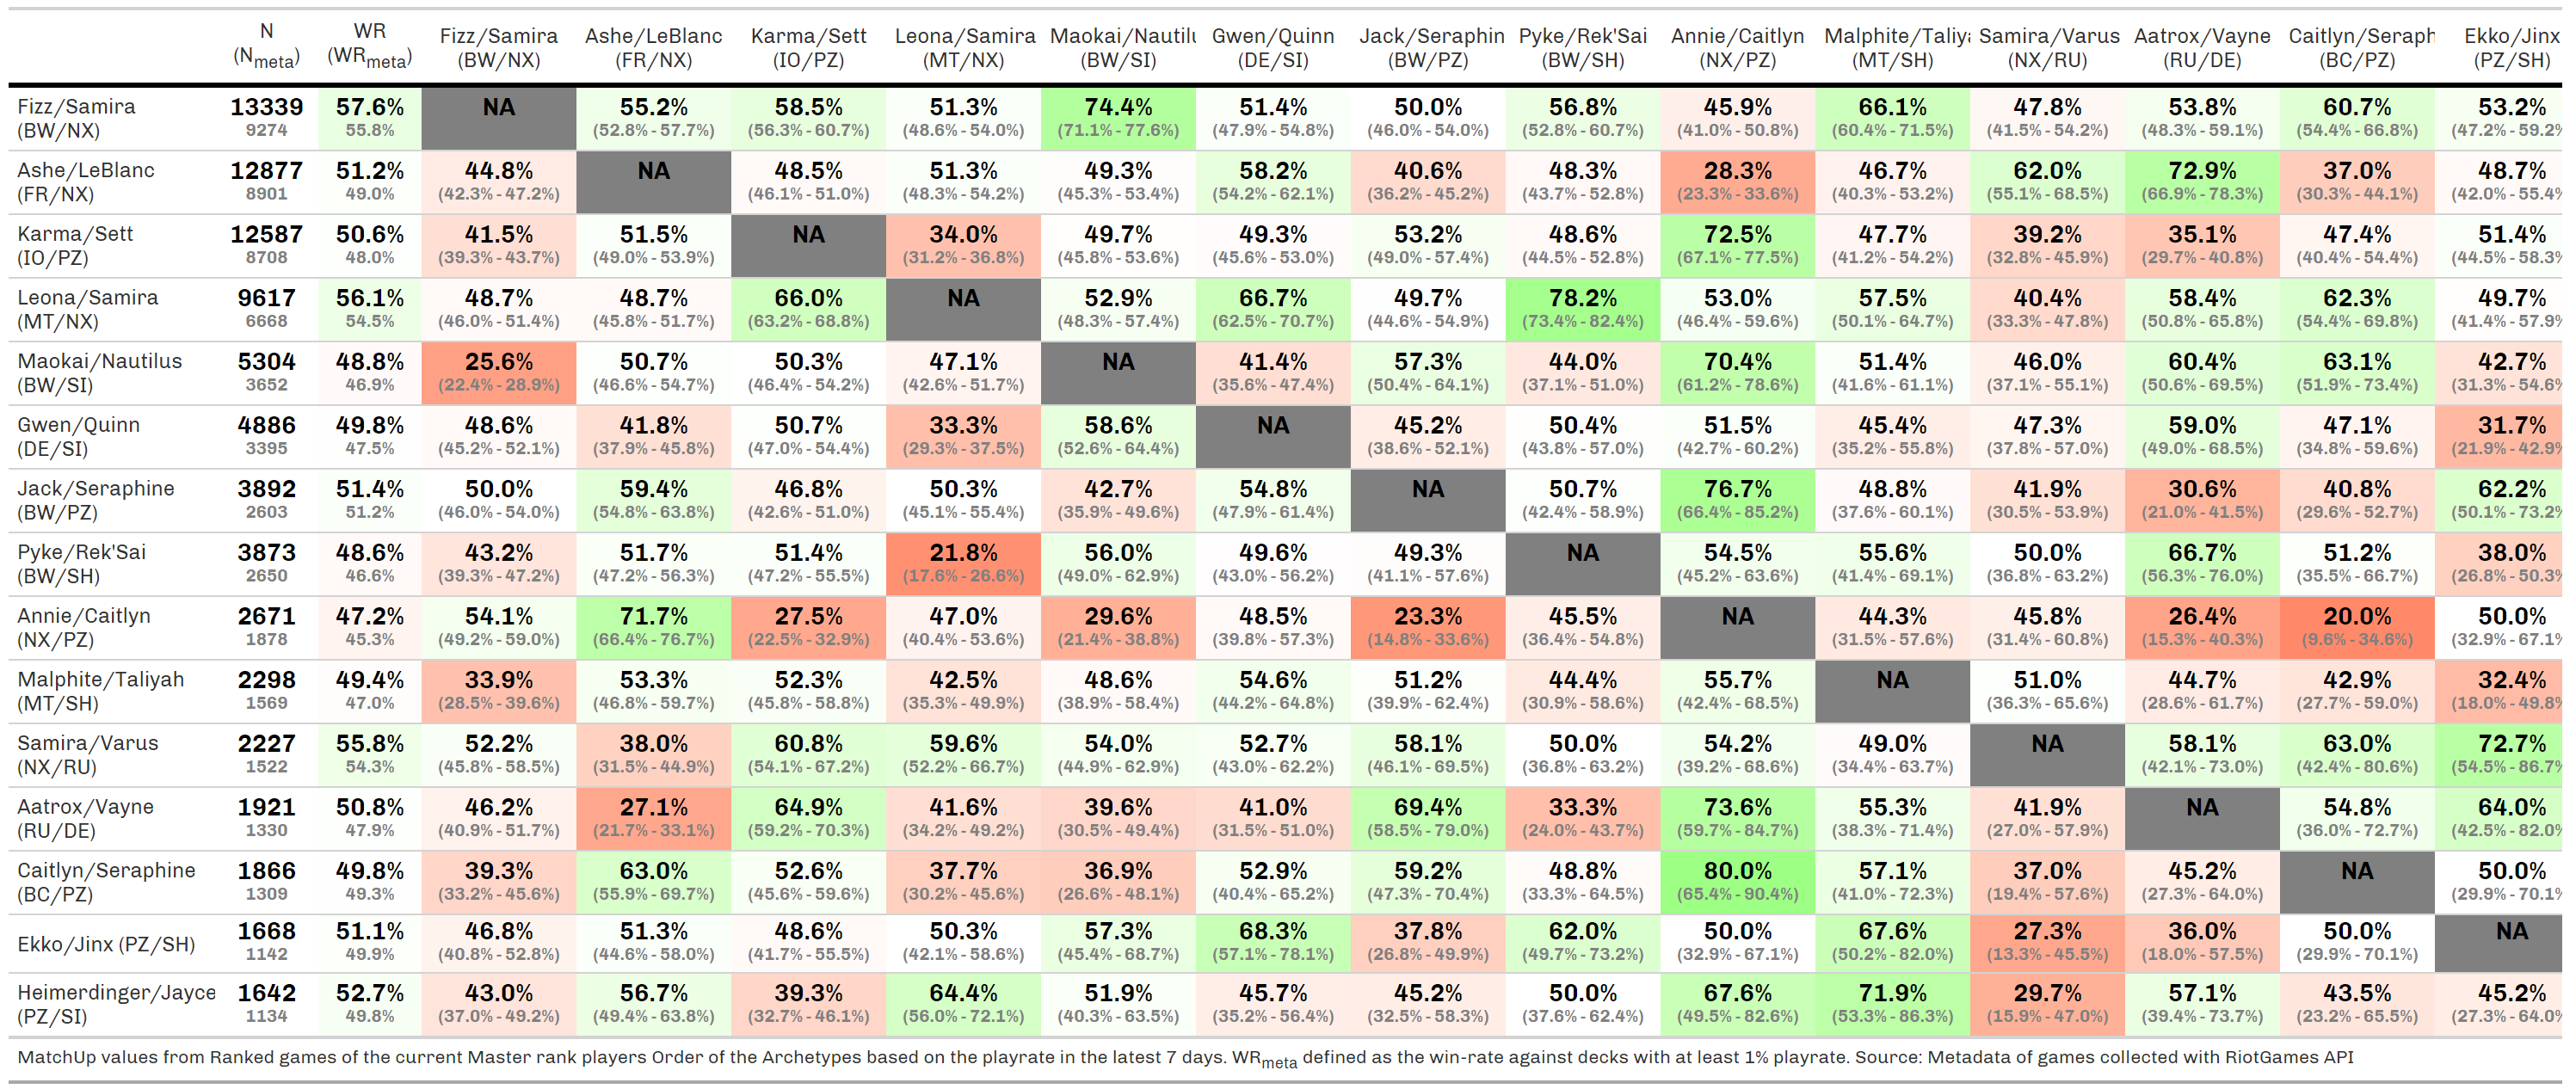 N WR Fizz/Samira Ashe/LeBlanc Karma/Sett Leona/Samira Maokai/Nautilu Gwen/Quinn Jack/Seraphin Pyke/Rek'Sai Annie/Caitlyn Malphite/Taliya Samira/Varus Aatrox/Vayne Caitlyn/Seraph Ekko/Jinx
(Nmeta) (WRmeta) (BW/NX) (FR/NX) (IO/PZ) (MT/NX) (BW/SI) (DE/SI) (BW/PZ) (BW/SH) (NX/PZ) (MT/SH) (NX/RU) (RU/DE) (BC/PZ) (PZ/SH)
Fizz/Samira 13339 57.6% NA 55.2% 58.5% 51.3% 74.4% 51.4% 50.0% 56.8% 45.9% 66.1% 47.8% 53.8% 60.7% 53.2%
(BW/NX) 9274 55.8% (52.8% - 57.7%) (56.3% - 60.7%) (48.6% - 54.0%) (71.1% - 77.6%) (47.9% - 54.8%) (46.0% - 54.0%) (52.8% - 60.7%) (41.0% - 50.8%) (60.4% - 71.5%) (41.5% - 54.2%) (48.3% - 59.1%) (54.4% - 66.8%) (47.2% - 59.2%
Ashe/LeBlanc 12877 51.2% 44.8% NA 48.5% 51.3% 49.3% 58.2% 40.6% 48.3% 28.3% 46.7% 62.0% 72.9% 37.0% 48.7%
(FR/NX) 8901 49.0% (42.3% - 47.2%) (46.1% - 51.0%) (48.3% - 54.2%) (45.3% - 53.4%) (54.2% - 62.1%) (36.2% - 45.2%) (43.7% - 52.8%) (23.3% - 33.6%) (40.3% - 53.2%) (55.1% - 68.5%) (66.9% - 78.3%) (30.3% - 44.1%) (42.0% - 55.4%
Karma/Sett 12587 50.6% 41.5% 51.5% NA 34.0% 49.7% 49.3% 53.2% 48.6% 72.5% 47.7% 39.2% 35.1% 47.4% 51.4%
(IO/PZ) 8708 48.0% (39.3% - 43.7%) (49.0% - 53.9%) (31.2% - 36.8%) (45.8% - 53.6%) (45.6% - 53.0%) (49.0% - 57.4%) (44.5% - 52.8%) (67.1% - 77.5%) (41.2% - 54.2%) (32.8% - 45.9%) (29.7% - 40.8%) (40.4% - 54.4%) (44.5% - 58.3%
Leona/Samira 9617 56.1% 48.7% 48.7% 66.0% NA 52.9% 66.7% 49.7% 78.2% 53.0% 57.5% 40.4% 58.4% 62.3% 49.7%
(MT/NX) 6668 54.5% (46.0% - 51.4%) (45.8% - 51.7%) (63.2% - 68.8%) (48.3% - 57.4%) (62.5% - 70.7%) (44.6% - 54.9%) (73.4% - 82.4%) (46.4% - 59.6%) (50.1% - 64.7%) (33.3% - 47.8%) (50.8% - 65.8%) (54.4% - 69.8%) (41.4% - 57.9%
Maokai/Nautilus 5304 48.8% 25.6% 50.7% 50.3% 47.1% NA 41.4% 57.3% 44.0% 70.4% 51.4% 46.0% 60.4% 63.1% 42.7%
(BW/SI) 3652 46.9% (22.4% - 28.9%) (46.6% - 54.7%) (46.4% - 54.2%) (42.6% - 51.7%) (35.6% - 47.4%) (50.4% - 64.1%) (37.1% - 51.0%) (61.2% - 78.6%) (41.6% - 61.1%) (37.1% - 55.1%) (50.6% - 69.5%) (51.9% - 73.4%) (31.3% - 54.6%
Gwen/Quinn 4886 49.8% 48.6% 41.8% 50.7% 33.3% 58.6% NA 45.2% 50.4% 51.5% 45.4% 47.3% 59.0% 47.1% 31.7%
(DE/SI) 3395 47.5% (45.2% - 52.1%) (37.9% - 45.8%) (47.0% - 54.4%) (29.3% - 37.5%) (52.6% - 64.4%) (38.6% - 52.1%) (43.8% - 57.0%) (42.7% - 60.2%) (35.2% - 55.8%) (37.8% - 57.0%) (49.0% - 68.5%) (34.8% - 59.6%) (21.9% - 42.9%
Jack/Seraphine 3892 51.4% 50.0% 59.4% 46.8% 50.3% 42.7% 54.8% NA 50.7% 76.7% 48.8% 41.9% 30.6% 40.8% 62.2%
(BW/PZ) 2603 51.2% (46.0% - 54.0%) (54.8% - 63.8%) (42.6% - 51.0%) (45.1% - 55.4%) (35.9% - 49.6%) (47.9% - 61.4%) (42.4% - 58.9%) (66.4% - 85.2%) (37.6% - 60.1%) (30.5% - 53.9%) (21.0% - 41.5%) (29.6% - 52.7%) (50.1% - 73.2%
Pyke/Rek'Sai 3873 48.6% 43.2% 51.7% 51.4% 21.8% 56.0% 49.6% 49.3% NA 54.5% 55.6% 50.0% 66.7% 51.2% 38.0%
(BW/SH) 2650 46.6% (39.3% - 47.2%) (47.2% - 56.3%) (47.2% - 55.5%) (17.6% - 26.6%) (49.0% - 62.9%) (43.0% - 56.2%) (41.1% - 57.6%) (45.2% - 63.6%) (41.4% - 69.1%) (36.8% - 63.2%) (56.3% - 76.0%) (35.5% - 66.7%) (26.8% - 50.3%
Annie/Caitlyn 2671 47.2% 54.1% 71.7% 27.5% 47.0% 29.6% 48.5% 23.3% 45.5% NA 44.3% 45.8% 26.4% 20.0% 50.0%
(NX/PZ) 1878 45.3% (49.2% - 59.0%) (66.4% - 76.7%) (22.5% - 32.9%) (40.4% - 53.6%) (21.4% - 38.8%) (39.8% - 57.3%) (14.8% - 33.6%) (36.4% - 54.8%) (31.5% - 57.6%) (31.4% - 60.8%) (15.3% - 40.3%) (9.6% - 34.6%) (32.9% - 67.1%
Malphite/Taliyah 2298 49.4% 33.9% 53.3% 52.3% 42.5% 48.6% 54.6% 51.2% 44.4% 55.7% NA 51.0% 44.7% 42.9% 32.4%
(MT/SH) 1569 47.0% (28.5% - 39.6%) (46.8% - 59.7%) (45.8% - 58.8%) (35.3% - 49.9%) (38.9% - 58.4%) (44.2% - 64.8%) (39.9% - 62.4%) (30.9% - 58.6%) (42.4% - 68.5%) (36.3% - 65.6%) (28.6% - 61.7%) (27.7% - 59.0%) (18.0% - 49.8%
Samira/Varus 2227 55.8% 52.2% 38.0% 60.8% 59.6% 54.0% 52.7% 58.1% 50.0% 54.2% 49.0% NA 58.1% 63.0% 72.7%
(NX/RU) 1522 54.3% (45.8% - 58.5%) (31.5% - 44.9%) (54.1% - 67.2%) (52.2% - 66.7%) (44.9% - 62.9%) (43.0% - 62.2%) (46.1% - 69.5%) (36.8% - 63.2%) (39.2% - 68.6%) (34.4% - 63.7%) (42.1% - 73.0%) (42.4% - 80.6%) (54.5% - 86.7%
Aatrox/Vayne 1921 50.8% 46.2% 27.1% 64.9% 41.6% 39.6% 41.0% 69.4% 33.3% 73.6% 55.3% 41.9% NA 54.8% 64.0%
(RU/DE) 1330 47.9% (40.9% - 51.7%) (21.7% - 33.1%) (59.2% - 70.3%) (34.2% - 49.2%) (30.5% - 49.4%) (31.5% - 51.0%) (58.5% - 79.0%) (24.0% - 43.7%) (59.7% - 84.7%) (38.3% - 71.4%) (27.0% - 57.9%) (36.0% - 72.7%) (42.5% - 82.0%
Caitlyn/Seraphine 1866 49.8% 39.3% 63.0% 52.6% 37.7% 36.9% 52.9% 59.2% 48.8% 80.0% 57.1% 37.0% 45.2% NA 50.0%
(BC/PZ) 1309 49.3% (33.2% - 45.6%) (55.9% - 69.7%) (45.6% - 59.6%) (30.2% - 45.6%) (26.6% - 48.1%) (40.4% - 65.2%) (47.3% - 70.4%) (33.3% - 64.5%) (65.4% - 90.4%) (41.0% - 72.3%) (19.4% - 57.6%) (27.3% - 64.0%) (29.9% - 70.1%
Ekko/Jinx (PZ/SH) 1668 51.1% 46.8% 51.3% 48.6% 50.3% 57.3% 68.3% 37.8% 62.0% 50.0% 67.6% 27.3% 36.0% 50.0% NA
1142 49.9% (40.8% - 52.8%) (44.6% - 58.0%) (41.7% - 55.5%) (42.1% - 58.6%) (45.4% - 68.7%) (57.1% - 78.1%) (26.8% - 49.9%) (49.7% - 73.2%) (32.9% - 67.1%) (50.2% - 82.0%) (13.3% - 45.5%) (18.0% - 57.5%) (29.9% - 70.1%)
Heimerdinger/Jayce 1642 52.7% 43.0% 56.7% 39.3% 64.4% 51.9% 45.7% 45.2% 50.0% 67.6% 71.9% 29.7% 57.1% 43.5% 45.2%
(PZ/SI) 1134 49.8% (37.0% - 49.2%) (49.4% - 63.8%) (32.7% - 46.1%) (56.0% - 72.1%) (40.3% - 63.5%) (35.2% - 56.4%) (32.5% - 58.3%) (37.6% - 62.4%) (49.5% - 82.6%) (53.3% - 86.3%) (15.9% - 47.0%) (39.4% - 73.7%) (23.2% - 65.5%) (27.3% - 64.0%
MatchUp values from Ranked games of the current Master rank players Order of the Archetypes based on the playrate in the latest 7 days. WRmeta defined as the win-rate against decks with at least 1% playrate. Source: Metadata of games collected with RiotGames API